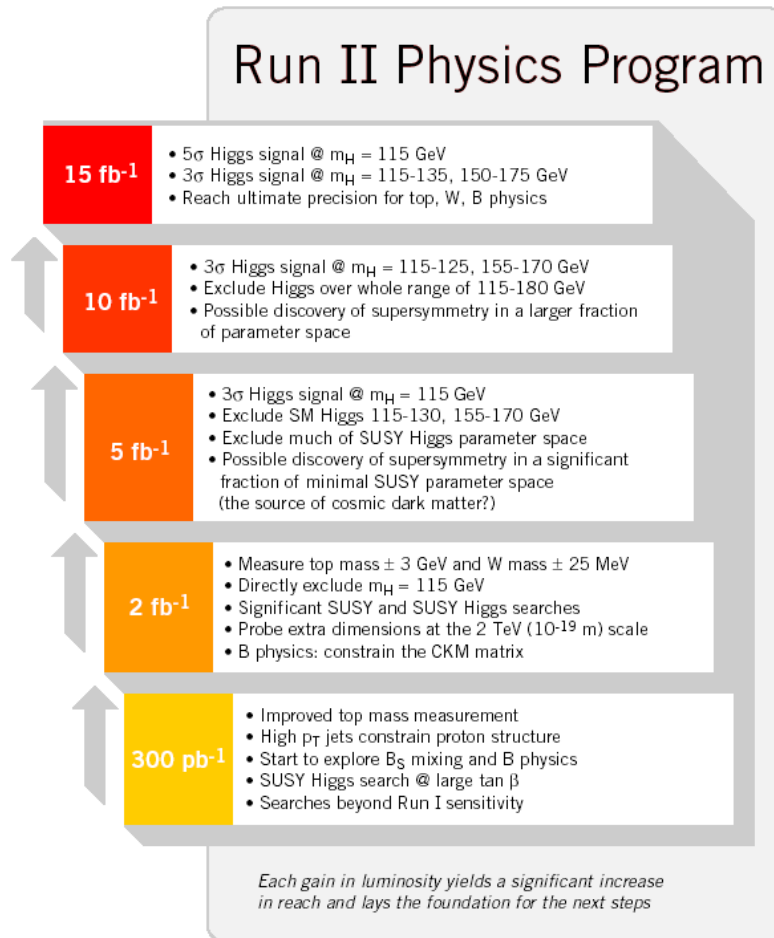 Run II Physics Program
15 fb⁻¹
• 5σ Higgs signal @ m_H = 115 GeV
• 3σ Higgs signal @ m_H = 115-135, 150-175 GeV
• Reach ultimate precision for top, W, B physics
10 fb⁻¹
• 3σ Higgs signal @ m_H = 115-125, 155-170 GeV
• Exclude Higgs over whole range of 115-180 GeV
• Possible discovery of supersymmetry in a larger fraction
of parameter space
5 fb⁻¹
• 3σ Higgs signal @ m_H = 115 GeV
• Exclude SM Higgs 115-130, 155-170 GeV
• Exclude much of SUSY Higgs parameter space
• Possible discovery of supersymmetry in a significant
fraction of minimal SUSY parameter space
(the source of cosmic dark matter?)
2 fb⁻¹
• Measure top mass ± 3 GeV and W mass ± 25 MeV
• Directly exclude m_H = 115 GeV
• Significant SUSY and SUSY Higgs searches
• Probe extra dimensions at the 2 TeV (10⁻¹⁹ m) scale
• B physics: constrain the CKM matrix
300 pb⁻¹
• Improved top mass measurement
• High p_T jets constrain proton structure
• Start to explore B_S mixing and B physics
• SUSY Higgs search @ large tan β
• Searches beyond Run I sensitivity
Each gain in luminosity yields a significant increase
in reach and lays the foundation for the next steps